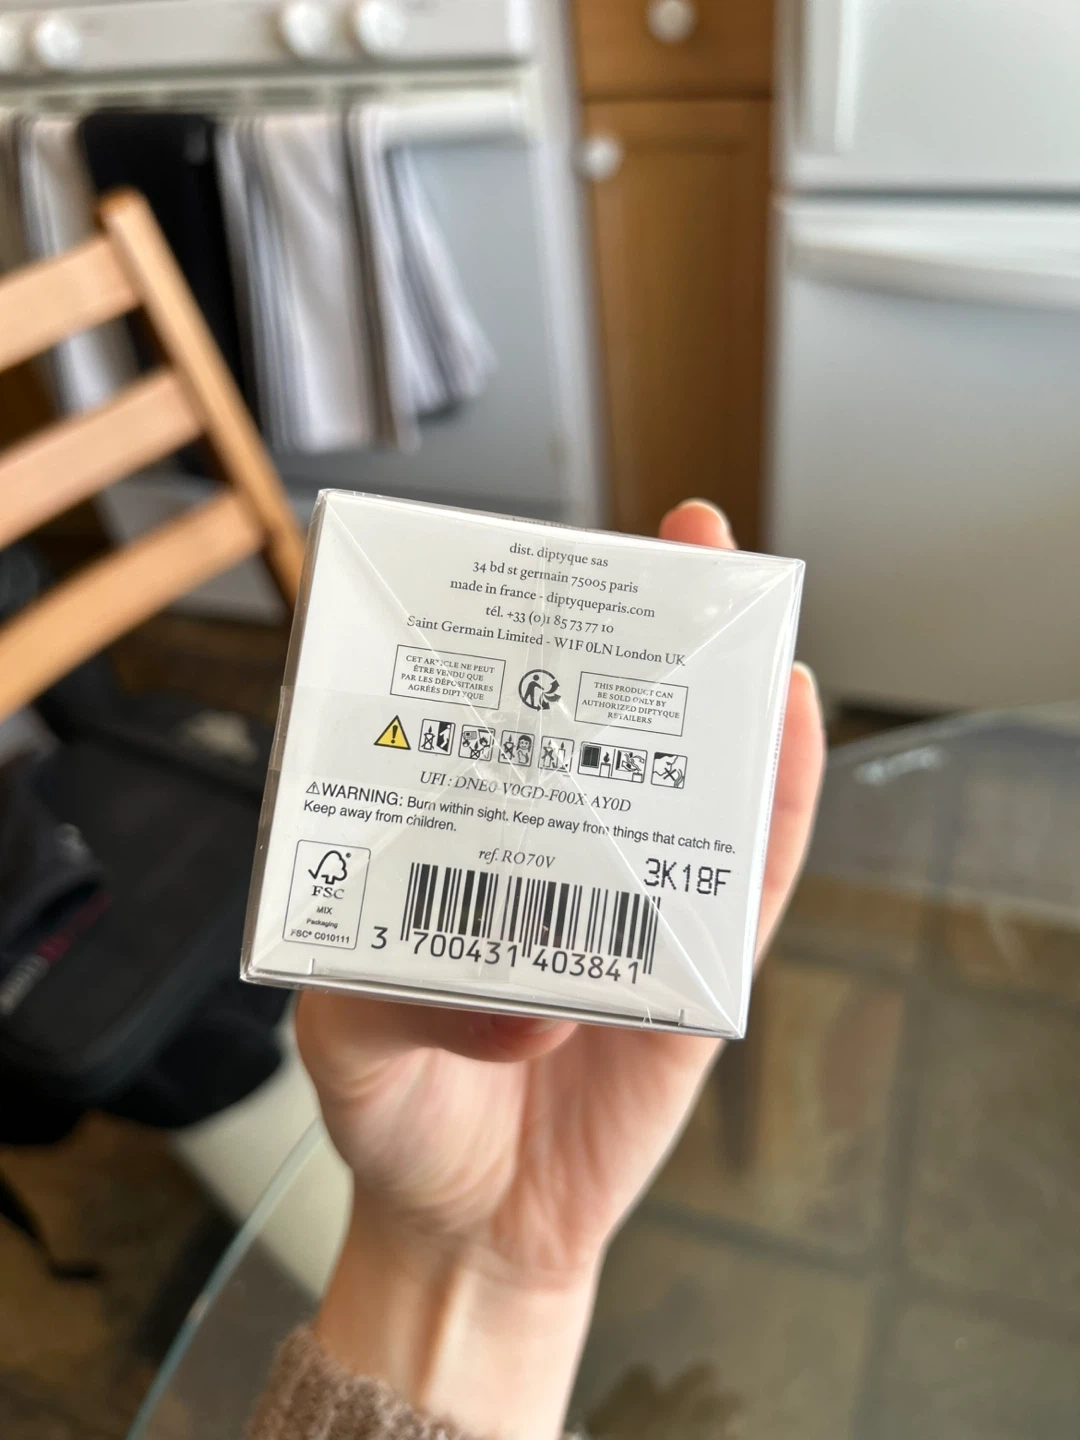 dist. diptyque sas
34 bd st germain 75005 paris
made in france - diptyqueparis.com
tél. +33 (0)1 85 73 77 10
Saint Germain Limited - W1F 0LN London UK
CET ARTICLE NE PEUT
ÊTRE VENDU QUE
PAR LES DÉPOSITAIRES
AGRÉÉS DIPTYQUE
THIS PRODUCT CAN
BE SOLD ONLY BY
AUTHORIZED DIPTYQUE
RETAILERS
UFI : DNE0-V0GD-F00X-AY0D
⚠WARNING: Burn within sight. Keep away from things that catch fire.
Keep away from children.
ref. RO70V
3K18F
FSC
MIX
Packaging
FSC® C010111
3 700431 403841